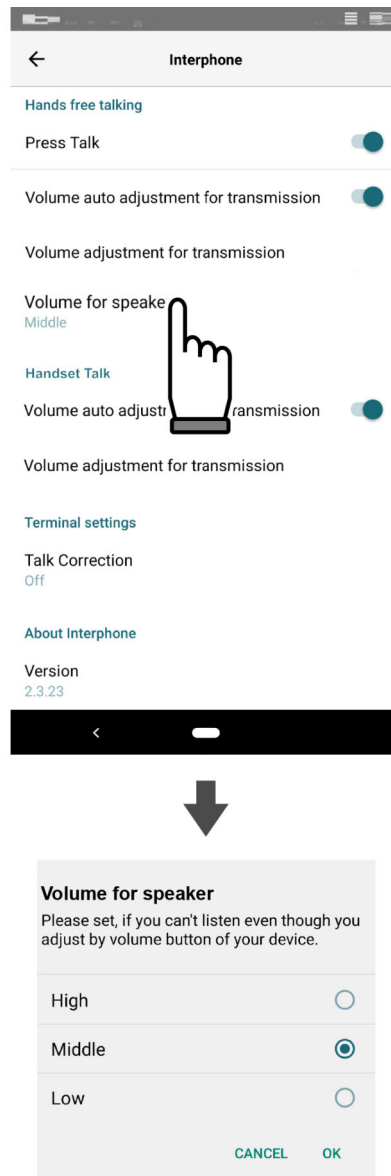 Interphone
Hands free talking
Press Talk
Volume auto adjustment for transmission
Volume adjustment for transmission
Volume for speake
Middle
Handset Talk
Volume auto adjust ransmission
Volume adjustment for transmission
Terminal settings
Talk Correction
Off
About Interphone
Version
2.3.23
Volume for speaker
Please set, if you can't listen even though you
adjust by volume button of your device.
High
Middle
Low
CANCEL OK